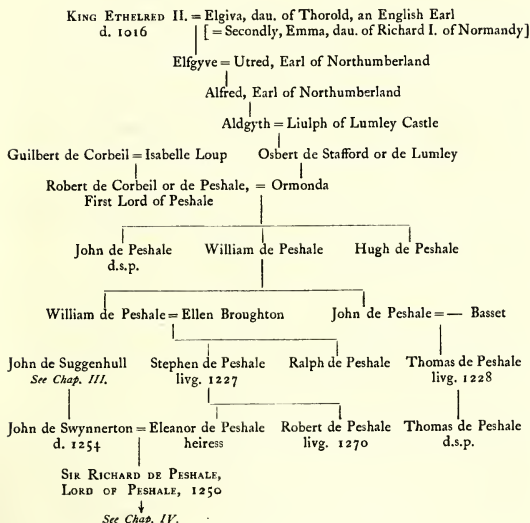 KING ETHELRED II. = Elgiva, dau. of Thorold, an English Earl
d. 1016 [ = Secondly, Emma, dau. of Richard I. of Normandy]
Elfgyve = Utred, Earl of Northumberland
Alfred, Earl of Northumberland
Aldgyth = Liulph of Lumley Castle
Guilbert de Corbeil = Isabelle Loup Osbert de Stafford or de Lumley
Robert de Corbeil or de Peshale, = Ormonda
First Lord of Peshale
John de Peshale William de Peshale Hugh de Peshale
d.s.p.
William de Peshale = Ellen Broughton John de Peshale = — Basset
John de Suggenhull Stephen de Peshale Ralph de Peshale Thomas de Peshale
See Chap. III. livg. 1227 livg. 1228
John de Swynnerton = Eleanor de Peshale Robert de Peshale Thomas de Peshale
d. 1254 heiress livg. 1270 d.s.p.
SIR RICHARD DE PESHALE,
LORD OF PESHALE, 1250
See Chap. IV.